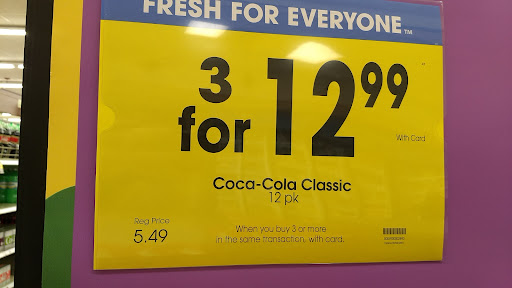 FRESH FOR EVERYONE™
3 for 12 99
With Card
Coca-Cola Classic
12 pk
Reg Price
5.49
When you buy 3 or more
in the same transaction, with card.